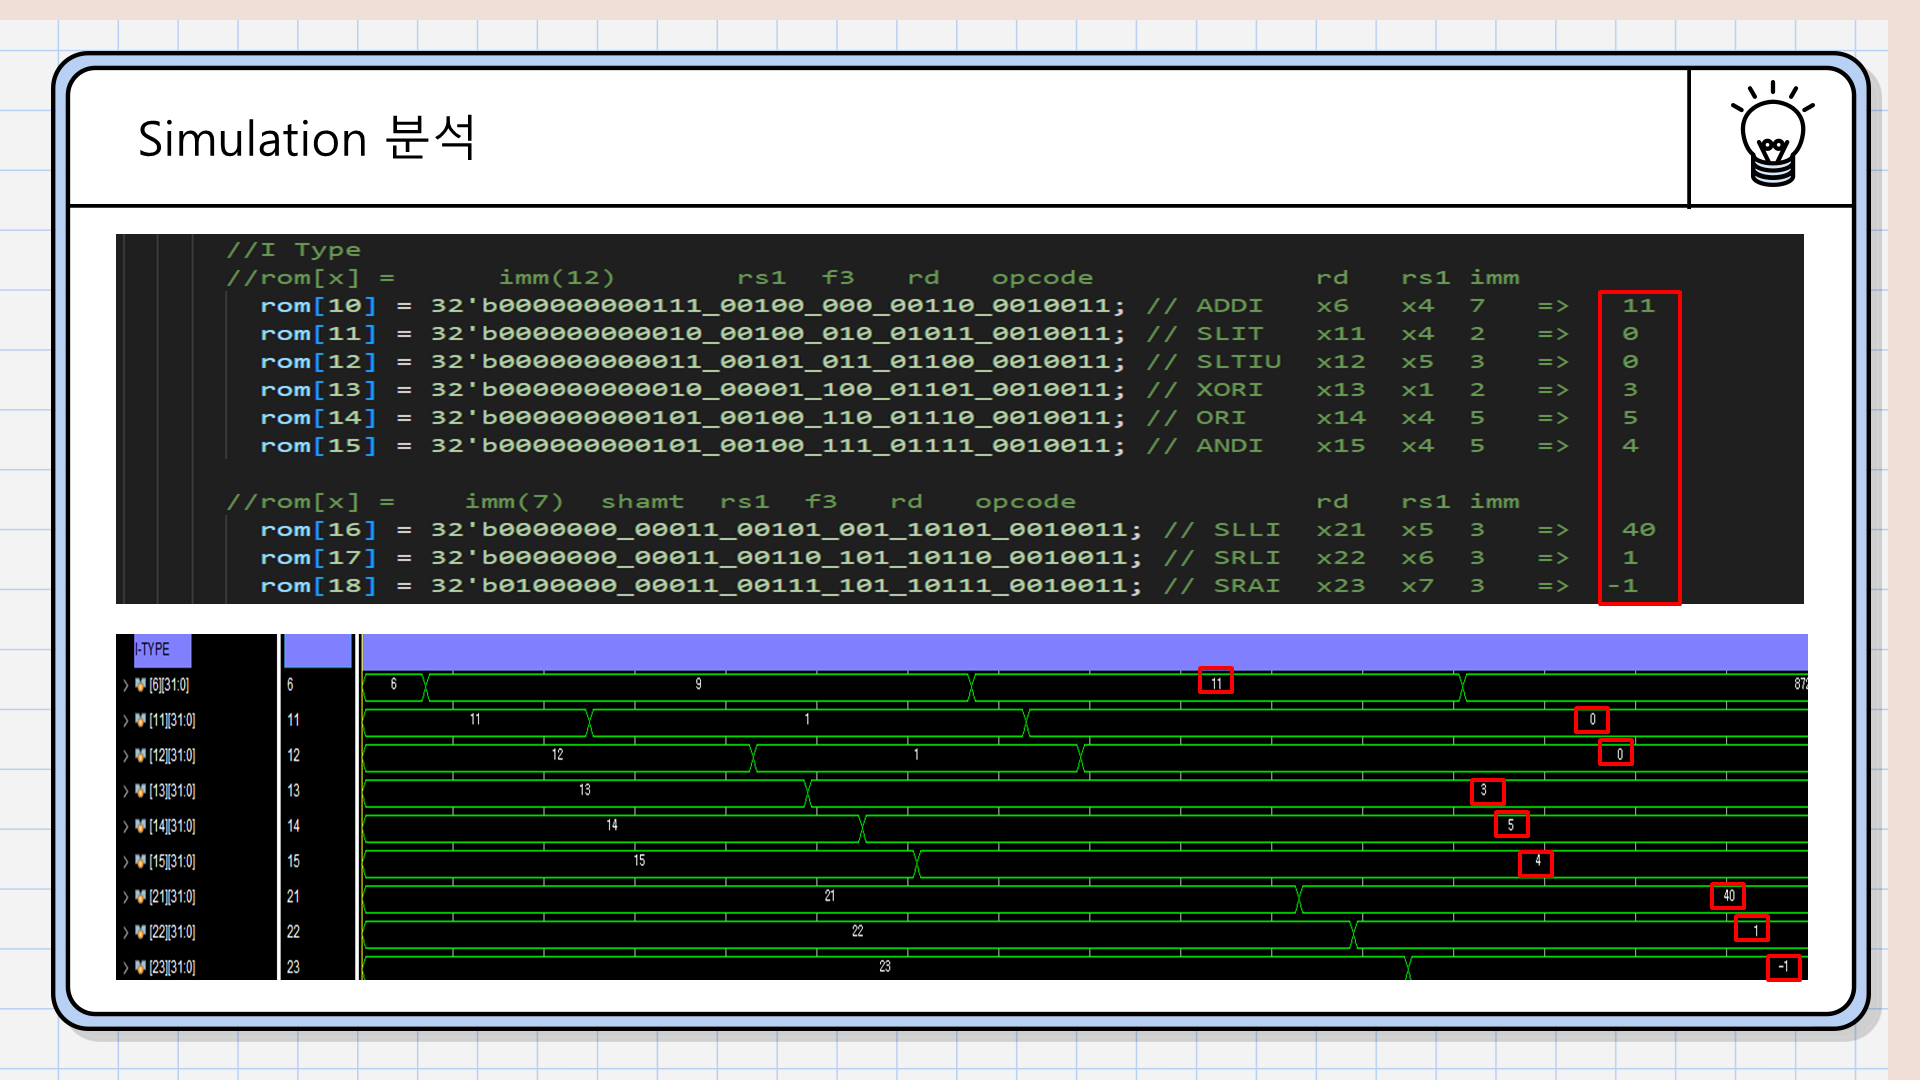 Simulation 분석
//I Type
//rom[x] = imm(12) rs1 f3 rd opcode rd rs1 imm
rom[10] = 32'b000000000111_00100_000_00110_0010011; // ADDI x6 x4 7 => 11
rom[11] = 32'b000000000010_00100_010_01011_0010011; // SLIT x11 x4 2 => 0
rom[12] = 32'b000000000011_00101_011_01100_0010011; // SLTIU x12 x5 3 => 0
rom[13] = 32'b000000000010_00001_100_01101_0010011; // XORI x13 x1 2 => 3
rom[14] = 32'b000000000101_00100_110_01110_0010011; // ORI x14 x4 5 => 5
rom[15] = 32'b000000000101_00100_111_01111_0010011; // ANDI x15 x4 5 => 4
//rom[x] = imm(7) shamt rs1 f3 rd opcode rd rs1 imm
rom[16] = 32'b0000000_00011_00101_001_10101_0010011; // SLLI x21 x5 3 => 40
rom[17] = 32'b0000000_00011_00110_101_10110_0010011; // SRLI x22 x6 3 => 1
rom[18] = 32'b0100000_00011_00111_101_10111_0010011; // SRAI x23 x7 3 => -1
I-TYPE
[6][31:0] 6 6 9 11 872
[11][31:0] 11 11 1 0
[12][31:0] 12 12 1 0
[13][31:0] 13 13 3
[14][31:0] 14 14 5
[15][31:0] 15 15 4
[21][31:0] 21 21 40
[22][31:0] 22 22 1
[23][31:0] 23 23 -1